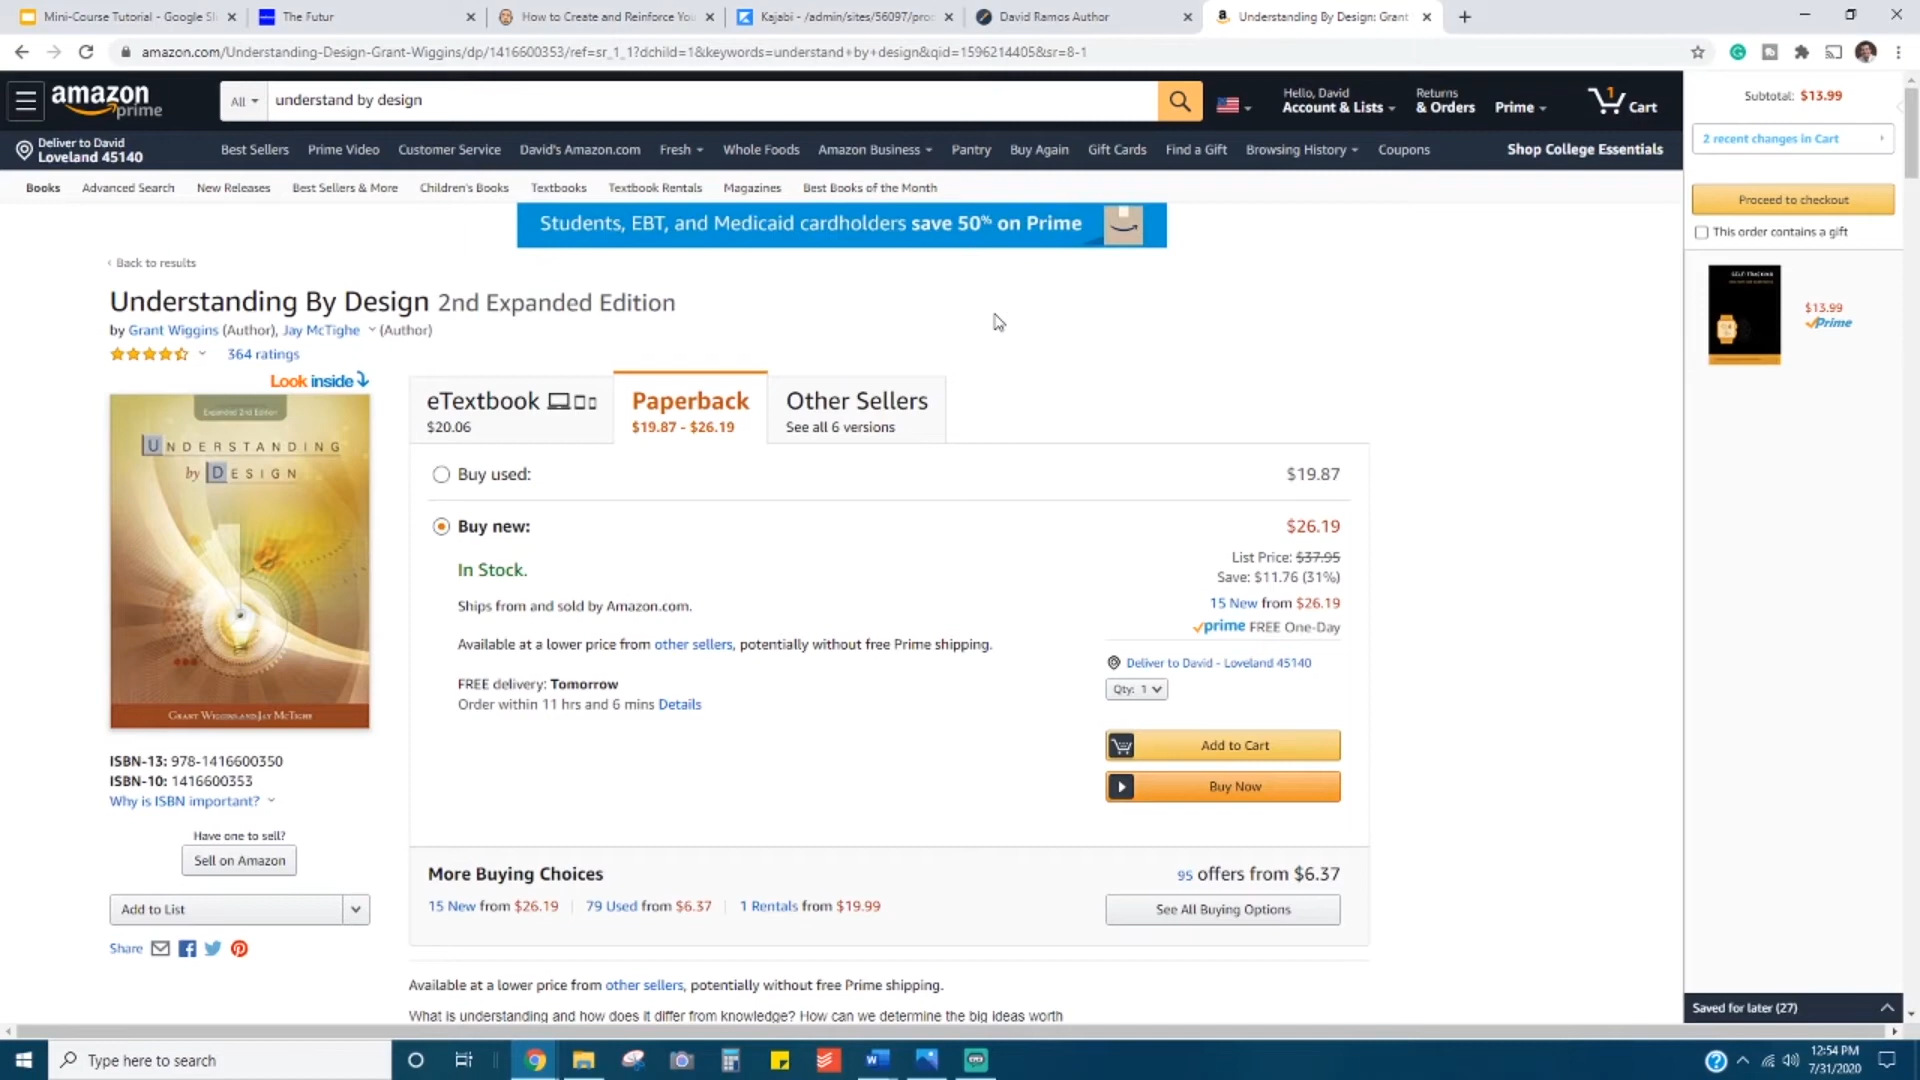 Mini-Course Tutorial - Google Sl
The Futur
How to Create and Reinforce You
Kajabi - /admin/sites/56097/pro
David Ramos Author
Understanding By Design: Grant
amazon.com/Understanding-Design-Grant-Wiggins/dp/1416600353/ref=sr_1_1?dchild=1&keywords=understand+by+design&qid=1596214405&sr=8-1
amazon prime
All
understand by design
Hello, David
Account & Lists
Returns
& Orders
Prime
1
Cart
Deliver to David
Loveland 45140
Best Sellers Prime Video Customer Service David's Amazon.com Fresh Whole Foods Amazon Business Pantry Buy Again Gift Cards Find a Gift Browsing History Coupons
Shop College Essentials
Books Advanced Search New Releases Best Sellers & More Children's Books Textbooks Textbook Rentals Magazines Best Books of the Month
Students, EBT, and Medicaid cardholders save 50% on Prime
‹ Back to results
Understanding By Design 2nd Expanded Edition
by Grant Wiggins (Author), Jay McTighe (Author)
364 ratings
Look inside
Expanded 2nd Edition
UNDERSTANDING
by DESIGN
GRANT WIGGINS AND JAY MCTIGHE
ISBN-13: 978-1416600350
ISBN-10: 1416600353
Why is ISBN important?
Have one to sell?
Sell on Amazon
Add to List
Share
eTextbook
$20.06
Paperback
$19.87 - $26.19
Other Sellers
See all 6 versions
Buy used: $19.87
Buy new: $26.19
In Stock.
Ships from and sold by Amazon.com.
Available at a lower price from other sellers, potentially without free Prime shipping.
FREE delivery: Tomorrow
Order within 11 hrs and 6 mins Details
List Price: $37.95
Save: $11.76 (31%)
15 New from $26.19
prime FREE One-Day
Deliver to David - Loveland 45140
Qty: 1
Add to Cart
Buy Now
More Buying Choices
95 offers from $6.37
15 New from $26.19
79 Used from $6.37
1 Rentals from $19.99
See All Buying Options
Available at a lower price from other sellers, potentially without free Prime shipping.
What is understanding and how does it differ from knowledge? How can we determine the big ideas worth
Subtotal: $13.99
2 recent changes in Cart
Proceed to checkout
This order contains a gift
SELF-TRACKING
$13.99
Prime
Saved for later (27)
Type here to search
12:54 PM
7/31/2020